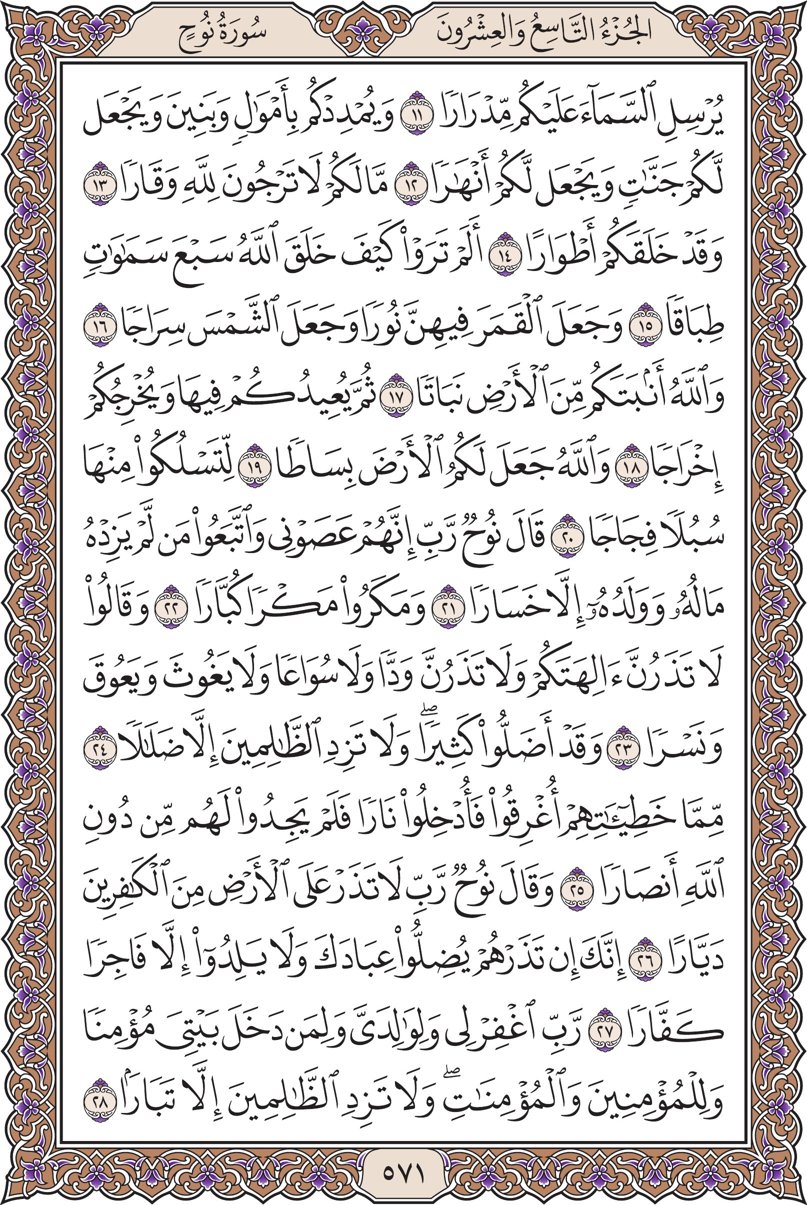 الجُزْءُ التَّاسِعُ وَالعِشْرُونَ سُورَةُ نُوحٍ
يُرۡسِلِ ٱلسَّمَآءَ عَلَيۡكُم مِّدۡرَارٗا ١١ وَيُمۡدِدۡكُم بِأَمۡوَٰلٖ وَبَنِينَ وَيَجۡعَل
لَّكُمۡ جَنَّٰتٖ وَيَجۡعَل لَّكُمۡ أَنۡهَٰرٗا ١٢ مَّا لَكُمۡ لَا تَرۡجُونَ لِلَّهِ وَقَارٗا ١٣
وَقَدۡ خَلَقَكُمۡ أَطۡوَارًا ١٤ أَلَمۡ تَرَوۡاْ كَيۡفَ خَلَقَ ٱللَّهُ سَبۡعَ سَمَٰوَٰتٖ
طِبَاقٗا ١٥ وَجَعَلَ ٱلۡقَمَرَ فِيهِنَّ نُورٗا وَجَعَلَ ٱلشَّمۡسَ سِرَاجٗا ١٦
وَٱللَّهُ أَنۢبَتَكُم مِّنَ ٱلۡأَرۡضِ نَبَاتٗا ١٧ ثُمَّ يُعِيدُكُمۡ فِيهَا وَيُخۡرِجُكُمۡ
إِخۡرَاجٗا ١٨ وَٱللَّهُ جَعَلَ لَكُمُ ٱلۡأَرۡضَ بِسَاطٗا ١٩ لِّتَسۡلُكُواْ مِنۡهَا
سُبُلٗا فِجَاجٗا ٢٠ قَالَ نُوحٞ رَّبِّ إِنَّهُمۡ عَصَوۡنِي وَٱتَّبَعُواْ مَن لَّمۡ يَزِدۡهُ
مَالُهُۥ وَوَلَدُهُۥٓ إِلَّا خَسَارٗا ٢١ وَمَكَرُواْ مَكۡرٗا كُبَّارٗا ٢٢ وَقَالُواْ
لَا تَذَرُنَّ ءَالِهَتَكُمۡ وَلَا تَذَرُنَّ وَدّٗا وَلَا سُوَاعٗا وَلَا يَغُوثَ وَيَعُوقَ
وَنَسۡرٗا ٢٣ وَقَدۡ أَضَلُّواْ كَثِيرٗاۖ وَلَا تَزِدِ ٱلظَّٰلِمِينَ إِلَّا ضَلَٰلٗا ٢٤
مِّمَّا خَطِيٓـَٰٔتِهِمۡ أُغۡرِقُواْ فَأُدۡخِلُواْ نَارٗا فَلَمۡ يَجِدُواْ لَهُم مِّن دُونِ
ٱللَّهِ أَنصَارٗا ٢٥ وَقَالَ نُوحٞ رَّبِّ لَا تَذَرۡ عَلَى ٱلۡأَرۡضِ مِنَ ٱلۡكَٰفِرِينَ
دَيَّارًا ٢٦ إِنَّكَ إِن تَذَرۡهُمۡ يُضِلُّواْ عِبَادَكَ وَلَا يَلِدُوٓاْ إِلَّا فَاجِرٗا
كَفَّارٗا ٢٧ رَّبِّ ٱغۡفِرۡ لِي وَلِوَٰلِدَيَّ وَلِمَن دَخَلَ بَيۡتِيَ مُؤۡمِنٗا
وَلِلۡمُؤۡمِنِينَ وَٱلۡمُؤۡمِنَٰتِۖ وَلَا تَزِدِ ٱلظَّٰلِمِينَ إِلَّا تَبَارَۢا ٢٨
٥٧١